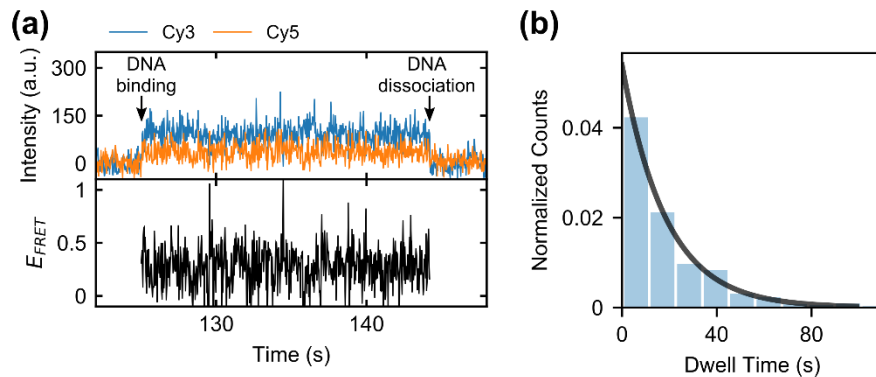 (a)
Cy3
Cy5
DNA
binding
DNA
dissociation
300
150
0
Intensity (a.u.)
1
0.5
0
E_FRET
130
140
Time (s)
(b)
0.04
0.02
0
Normalized Counts
0
40
80
Dwell Time (s)